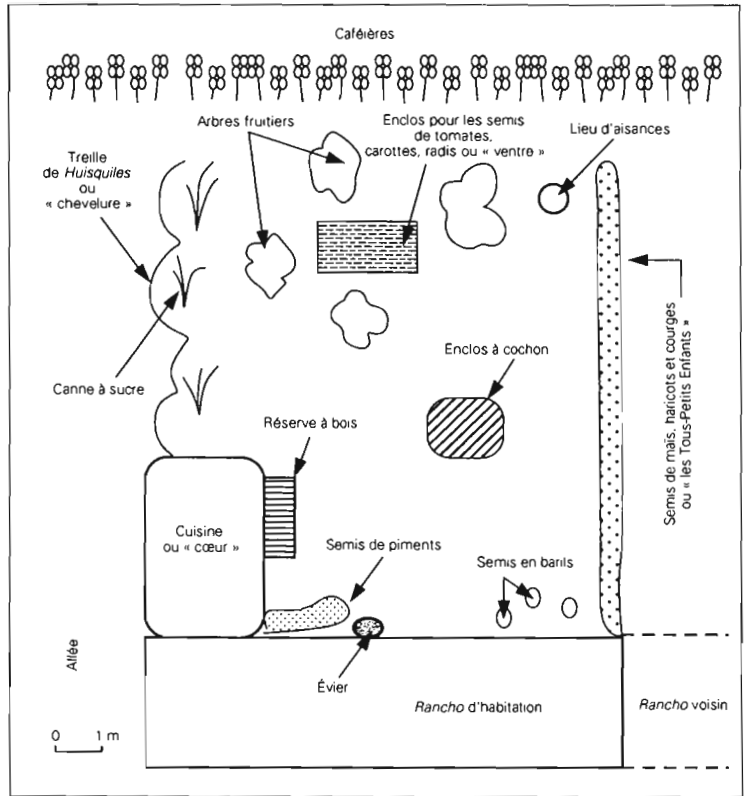 Caféières
Arbres fruitiers
Enclos pour les semis
de tomates,
carottes, radis ou « ventre »
Lieu d'aisances
Treille
de Huisquiles
ou
« chevelure »
Semis de maïs, haricots et courges
ou « les Tous-Petits Enfants »
Enclos à cochon
Canne à sucre
Réserve à bois
Cuisine
ou « cœur »
Semis de piments
Semis en barils
Allée
Évier
Rancho d'habitation
Rancho voisin
0 1 m